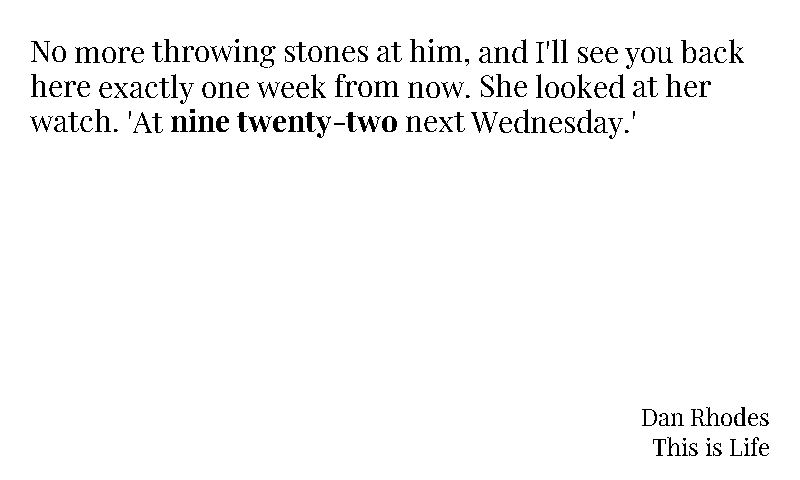 No more throwing stones at him, and I'll see you back
here exactly one week from now. She looked at her
watch. 'At nine twenty-two next Wednesday.'
Dan Rhodes
This is Life